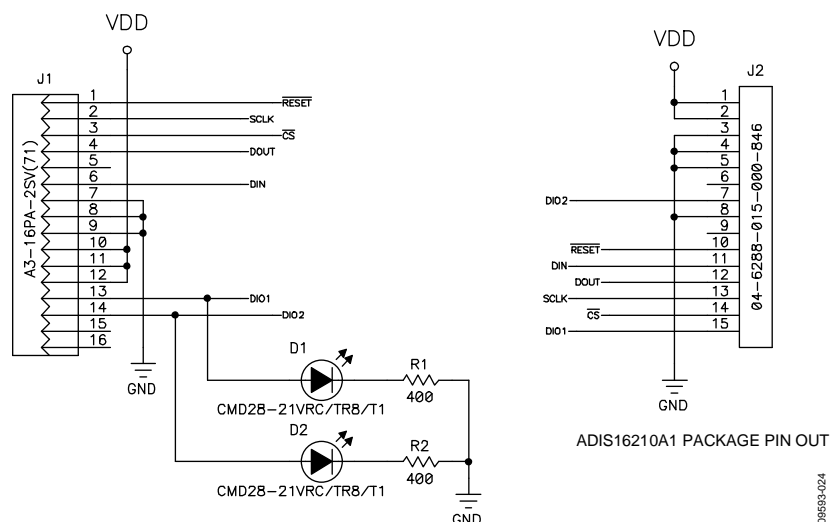 VDD
J1
A3-16PA-2SV(71)
1
2
3
4
5
6
7
8
9
10
11
12
13
14
15
16
RESET
SCLK
CS
DOUT
DIN
DIO1
DIO2
GND
D1
CMD28-21VRC/TR8/T1
R1
400
D2
CMD28-21VRC/TR8/T1
R2
400
GND
VDD
J2
04-6288-015-000-846
1
2
3
4
5
6
7
8
9
10
11
12
13
14
15
DIO2
RESET
DIN
DOUT
SCLK
CS
DIO1
GND
ADIS16210A1 PACKAGE PIN OUT
09593-024